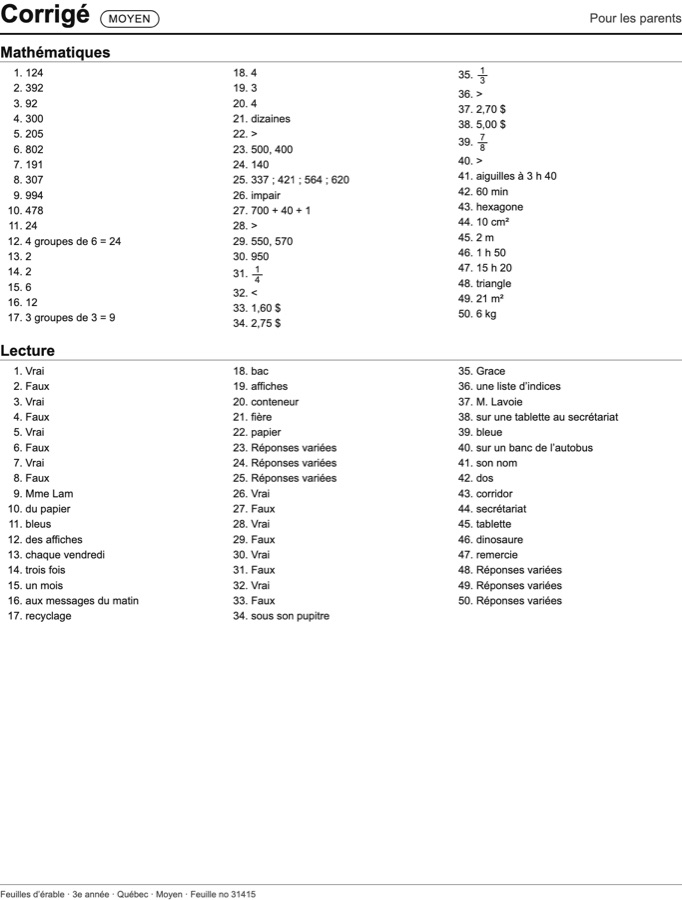 Corrigé MOYEN Pour les parents
Mathématiques
1. 124
2. 392
3. 92
4. 300
5. 205
6. 802
7. 191
8. 307
9. 994
10. 478
11. 24
12. 4 groupes de 6 = 24
13. 2
14. 2
15. 6
16. 12
17. 3 groupes de 3 = 9
18. 4
19. 3
20. 4
21. dizaines
22. >
23. 500, 400
24. 140
25. 337 ; 421 ; 564 ; 620
26. impair
27. 700 + 40 + 1
28. >
29. 550, 570
30. 950
31. 1/4
32. <
33. 1,60 $
34. 2,75 $
35. 1/3
36. >
37. 2,70 $
38. 5,00 $
39. 7/8
40. >
41. aiguilles à 3 h 40
42. 60 min
43. hexagone
44. 10 cm²
45. 2 m
46. 1 h 50
47. 15 h 20
48. triangle
49. 21 m²
50. 6 kg
Lecture
1. Vrai
2. Faux
3. Vrai
4. Faux
5. Vrai
6. Faux
7. Vrai
8. Faux
9. Mme Lam
10. du papier
11. bleus
12. des affiches
13. chaque vendredi
14. trois fois
15. un mois
16. aux messages du matin
17. recyclage
18. bac
19. affiches
20. conteneur
21. fière
22. papier
23. Réponses variées
24. Réponses variées
25. Réponses variées
26. Vrai
27. Faux
28. Vrai
29. Faux
30. Vrai
31. Faux
32. Vrai
33. Faux
34. sous son pupitre
35. Grace
36. une liste d'indices
37. M. Lavoie
38. sur une tablette au secrétariat
39. bleue
40. sur un banc de l'autobus
41. son nom
42. dos
43. corridor
44. secrétariat
45. tablette
46. dinosaure
47. remercie
48. Réponses variées
49. Réponses variées
50. Réponses variées
Feuilles d'érable · 3e année · Québec · Moyen · Feuille no 31415